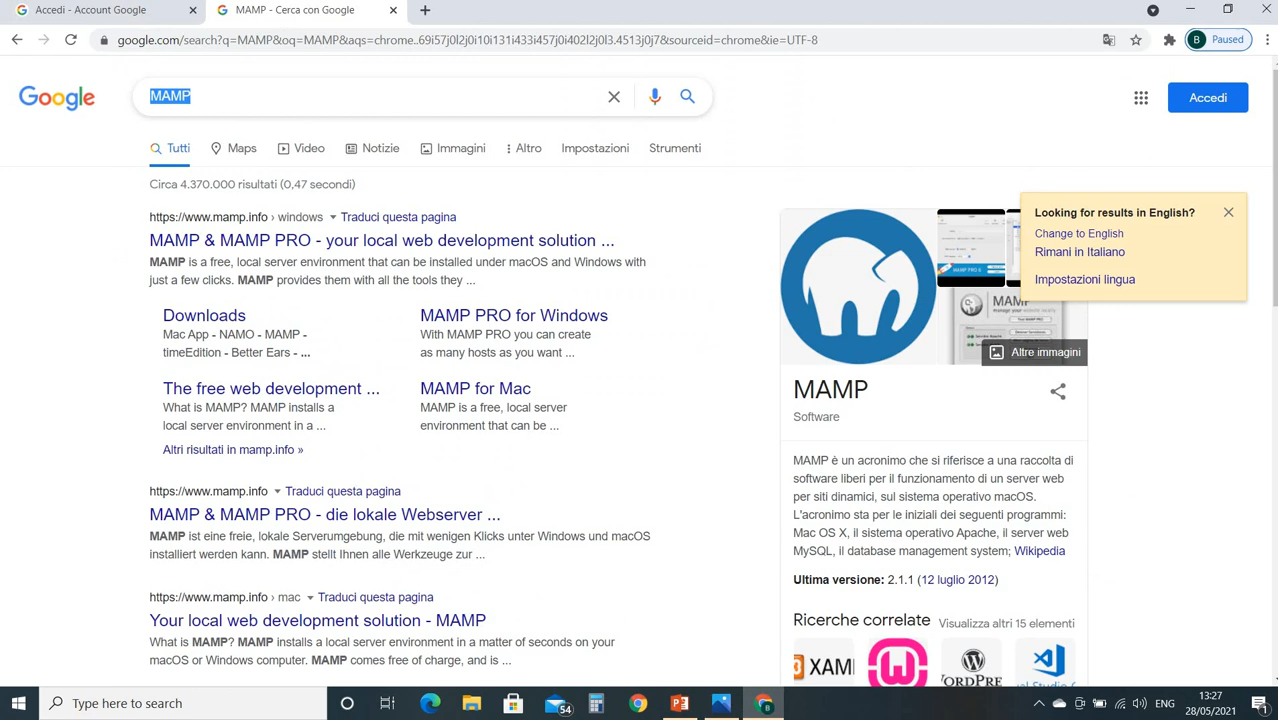 Accedi - Account Google
MAMP - Cerca con Google
google.com/search?q=MAMP&oq=MAMP&aqs=chrome..69i57j0l2j0i10i131i433i457j0i402l2j0l3.4513j0j7&sourceid=chrome&ie=UTF-8
B Paused
Google
MAMP
Accedi
Tutti
Maps
Video
Notizie
Immagini
Altro
Impostazioni
Strumenti
Circa 4.370.000 risultati (0,47 secondi)
https://www.mamp.info › windows Traduci questa pagina
MAMP & MAMP PRO - your local web development solution ...
MAMP is a free, local server environment that can be installed under macOS and Windows with
just a few clicks. MAMP provides them with all the tools they ...
Downloads
Mac App - NAMO - MAMP -
timeEdition - Better Ears - ...
MAMP PRO for Windows
With MAMP PRO you can create
as many hosts as you want ...
The free web development ...
What is MAMP? MAMP installs a
local server environment in a ...
MAMP for Mac
MAMP is a free, local server
environment that can be ...
Altri risultati in mamp.info »
https://www.mamp.info Traduci questa pagina
MAMP & MAMP PRO - die lokale Webserver ...
MAMP ist eine freie, lokale Serverumgebung, die mit wenigen Klicks unter Windows und macOS
installiert werden kann. MAMP stellt Ihnen alle Werkzeuge zur ...
https://www.mamp.info › mac Traduci questa pagina
Your local web development solution - MAMP
What is MAMP? MAMP installs a local server environment in a matter of seconds on your
macOS or Windows computer. MAMP comes free of charge, and is ...
Looking for results in English?
Change to English
Rimani in Italiano
Impostazioni lingua
MAMP
Altre immagini
MAMP
Software
MAMP è un acronimo che si riferisce a una raccolta di
software liberi per il funzionamento di un server web
per siti dinamici, sul sistema operativo macOS.
L'acronimo sta per le iniziali dei seguenti programmi:
Mac OS X, il sistema operativo Apache, il server web
MySQL, il database management system; Wikipedia
Ultima versione: 2.1.1 (12 luglio 2012)
Ricerche correlate
Visualizza altri 15 elementi
XAM
WORDPRE
ual Studio
Type here to search
54
ENG
13:27
28/05/2021
1